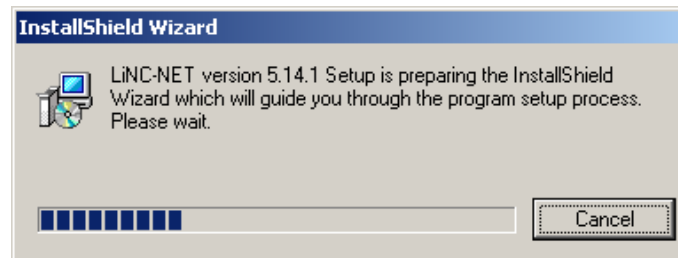 InstallShield Wizard
LiNC-NET version 5.14.1 Setup is preparing the InstallShield
Wizard which will guide you through the program setup process.
Please wait.
Cancel